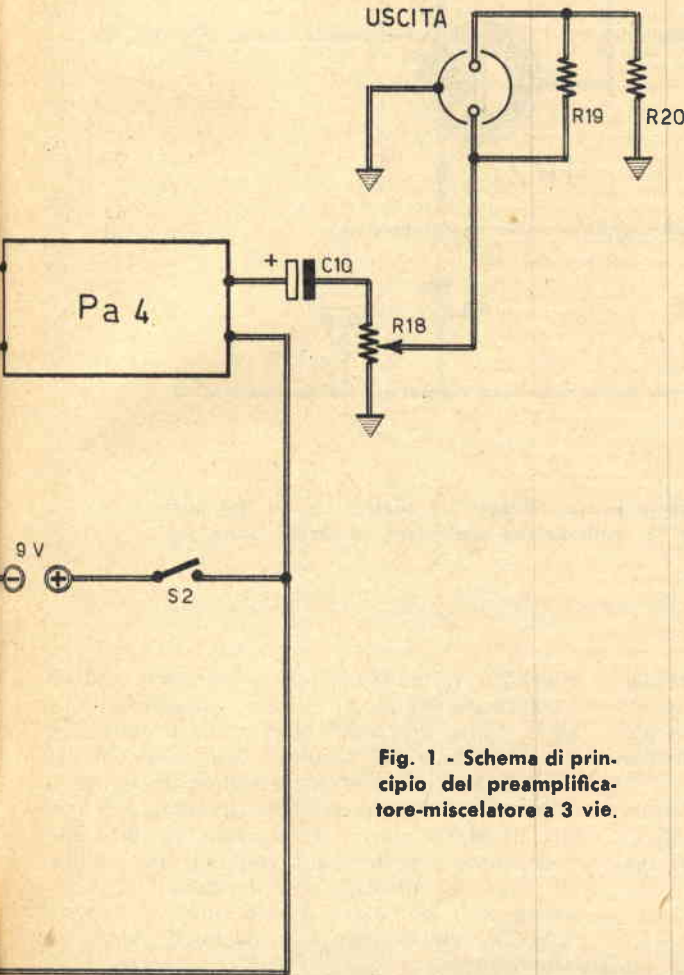 USCITA
R19
R20
+
C10
Pa 4
R18
9 V
- +
S2
Fig. 1 - Schema di prin-
cipio del preamplifica-
tore-miscelatore a 3 vie.